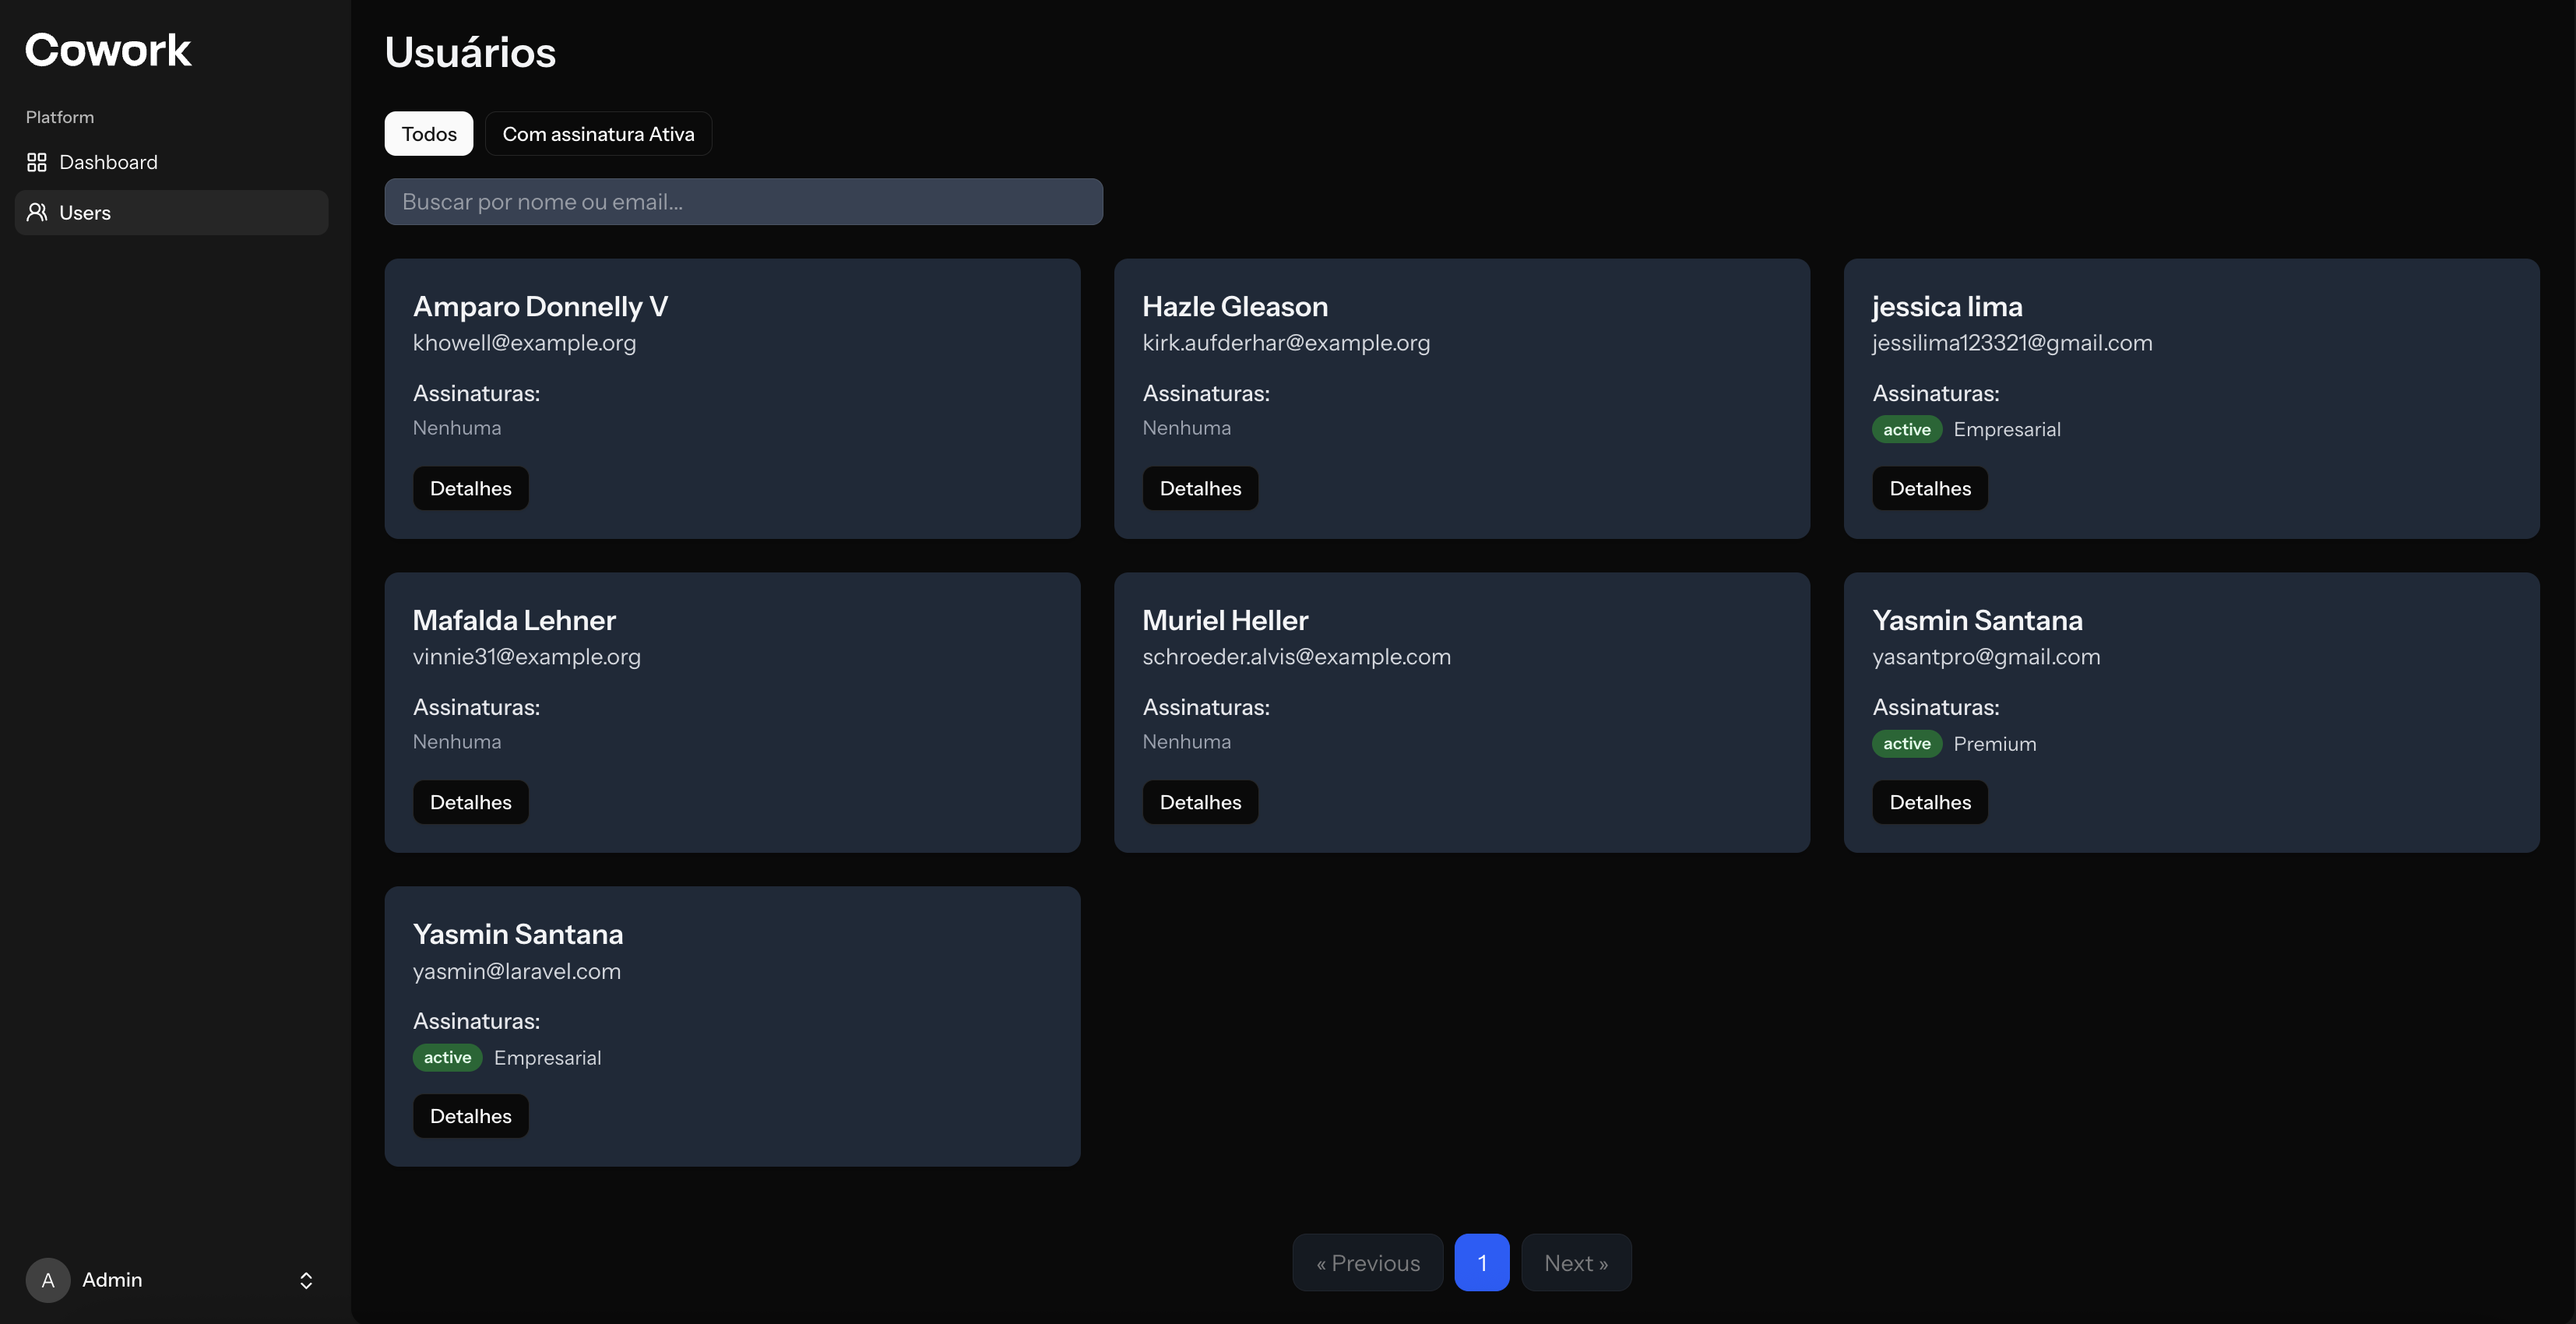 Cowork
Platform
Dashboard
Users
Admin
A
Usuários
Todos
Com assinatura Ativa
Buscar por nome ou email...
Amparo Donnelly V
khowell@example.org
Assinaturas:
Nenhuma
Detalhes
Hazle Gleason
kirk.aufderhar@example.org
Assinaturas:
Nenhuma
Detalhes
jessica lima
jessilima123321@gmail.com
Assinaturas:
active Empresarial
Detalhes
Mafalda Lehner
vinnie31@example.org
Assinaturas:
Nenhuma
Detalhes
Muriel Heller
schroeder.alvis@example.com
Assinaturas:
Nenhuma
Detalhes
Yasmin Santana
yasantpro@gmail.com
Assinaturas:
active Premium
Detalhes
Yasmin Santana
yasmin@laravel.com
Assinaturas:
active Empresarial
Detalhes
« Previous 1 Next »